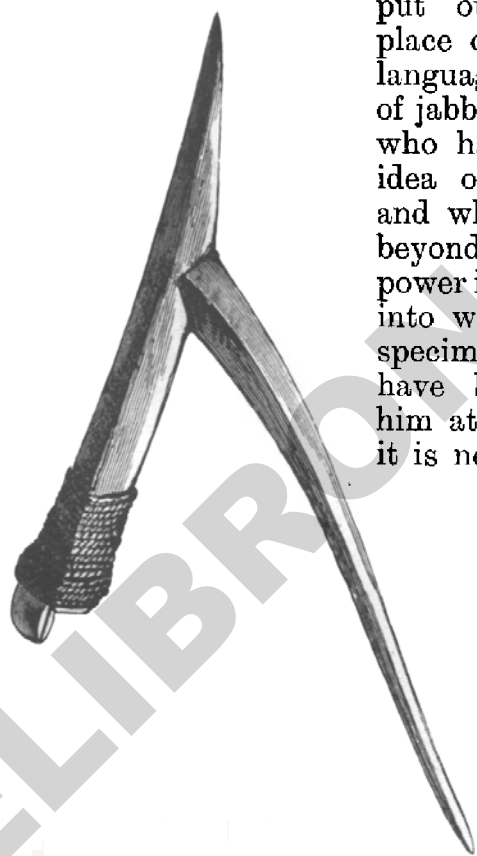 put ou
place o
languag
of jabb
who ha
idea o
and wh
beyond
power i
into w
specim
have b
him at
it is ne
ELIBRON